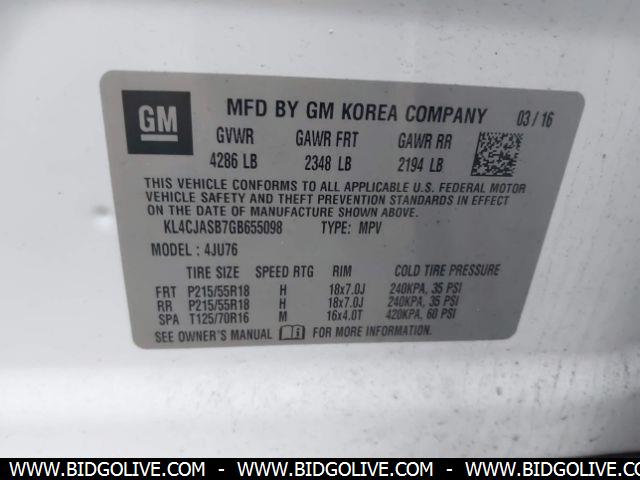 GM
MFD BY GM KOREA COMPANY 03/16
GVWR GAWR FRT GAWR RR
4286 LB 2348 LB 2194 LB
THIS VEHICLE CONFORMS TO ALL APPLICABLE U.S. FEDERAL MOTOR
VEHICLE SAFETY AND THEFT PREVENTION STANDARDS IN EFFECT ON
THE DATE OF MANUFACTURE SHOWN ABOVE.
KL4CJASB7GB655098 TYPE: MPV
MODEL: 4JU76
TIRE SIZE SPEED RTG RIM COLD TIRE PRESSURE
FRT P215/55R18 H 18x7.0J 240KPA, 35 PSI
RR P215/55R18 H 18x7.0J 240KPA, 35 PSI
SPA T125/70R16 M 16x4.0T 420KPA, 60 PSI
SEE OWNER'S MANUAL FOR MORE INFORMATION
WWW.BIDGOLIVE.COM - WWW.BIDGOLIVE.COM - WWW.BIDGOLIVE.COM